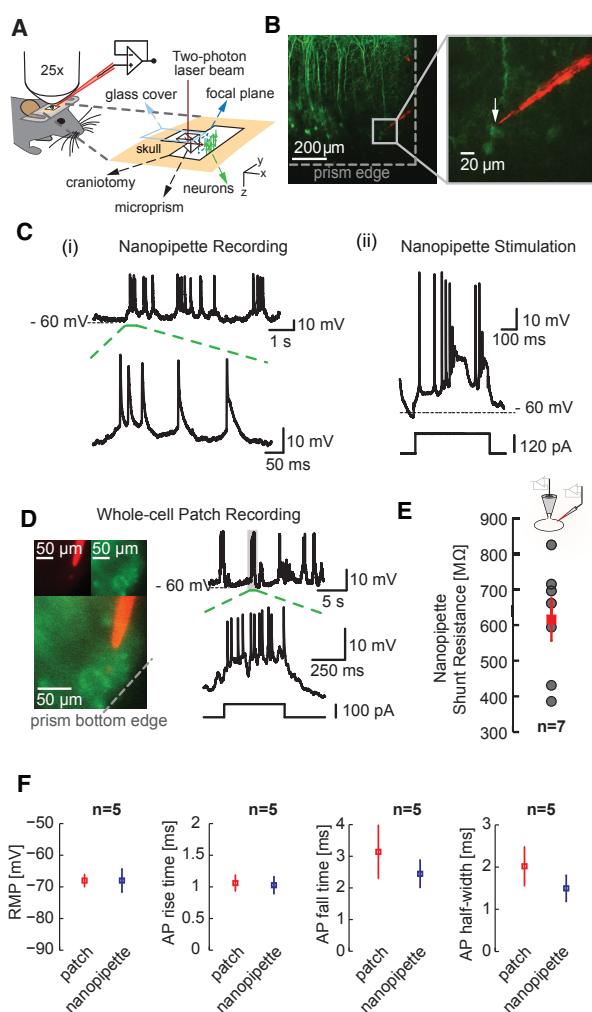 A
25x
Two-photon
laser beam
glass cover
focal plane
skull
craniotomy
microprism
neurons
y
x
z
B
200 µm
prism edge
20 µm
C
(i)
Nanopipette Recording
- 60 mV
10 mV
1 s
10 mV
50 ms
(ii)
Nanopipette Stimulation
10 mV
100 ms
- 60 mV
120 pA
D
Whole-cell Patch Recording
50 µm
50 µm
50 µm
prism bottom edge
- 60 mV
10 mV
5 s
10 mV
250 ms
100 pA
E
Nanopipette
Shunt Resistance [MΩ]
900
800
700
600
500
400
300
n=7
F
n=5
RMP [mV]
−50
−60
−70
−80
−90
patch
nanopipette
n=5
AP rise time [ms]
2
1.5
1
0.5
0
patch
nanopipette
n=5
AP fall time [ms]
4
3
2
1
0
patch
nanopipette
n=5
AP half-width [ms]
3
2
1
0
patch
nanopipette